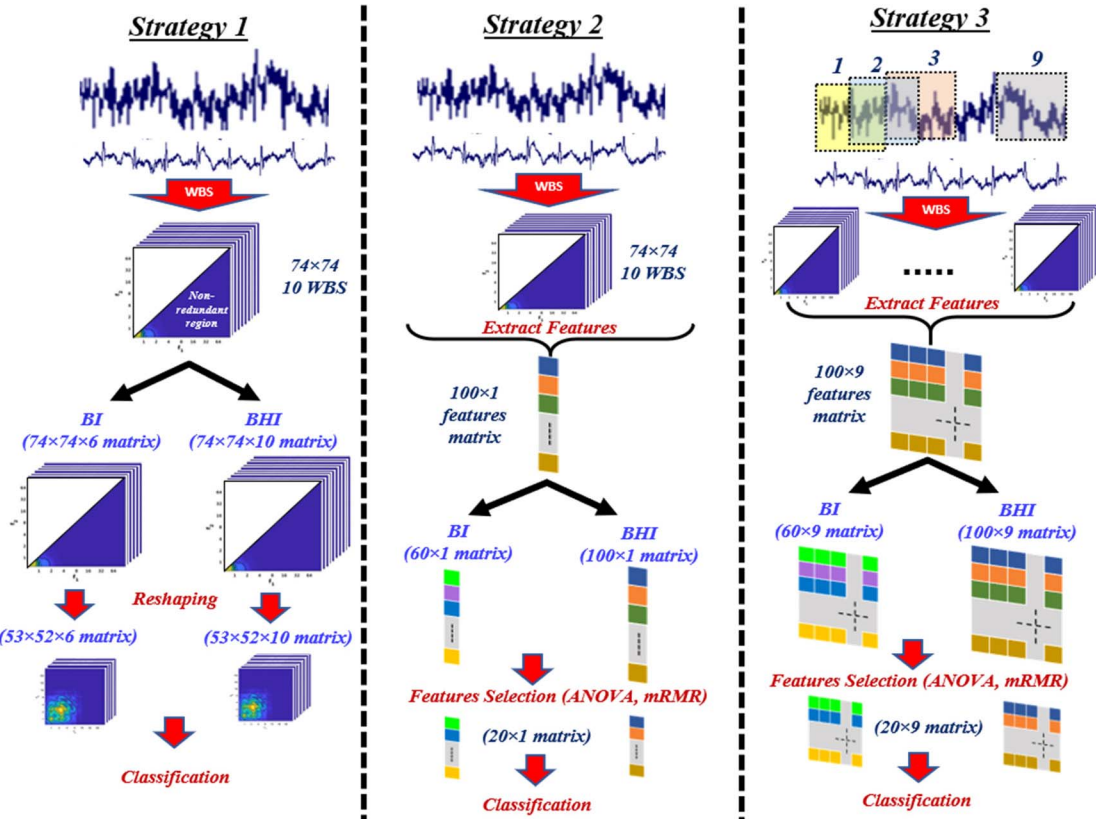 Strategy 1
WBS
74×74
10 WBS
Non-
redundant
region
BI
(74×74×6 matrix)
BHI
(74×74×10 matrix)
Reshaping
(53×52×6 matrix)
(53×52×10 matrix)
Classification
Strategy 2
WBS
74×74
10 WBS
Extract Features
100×1
features
matrix
BI
(60×1 matrix)
BHI
(100×1 matrix)
Features Selection (ANOVA, mRMR)
(20×1 matrix)
Classification
Strategy 3
1
2
3
9
WBS
Extract Features
100×9
features
matrix
BI
(60×9 matrix)
BHI
(100×9 matrix)
Features Selection (ANOVA, mRMR)
(20×9 matrix)
Classification